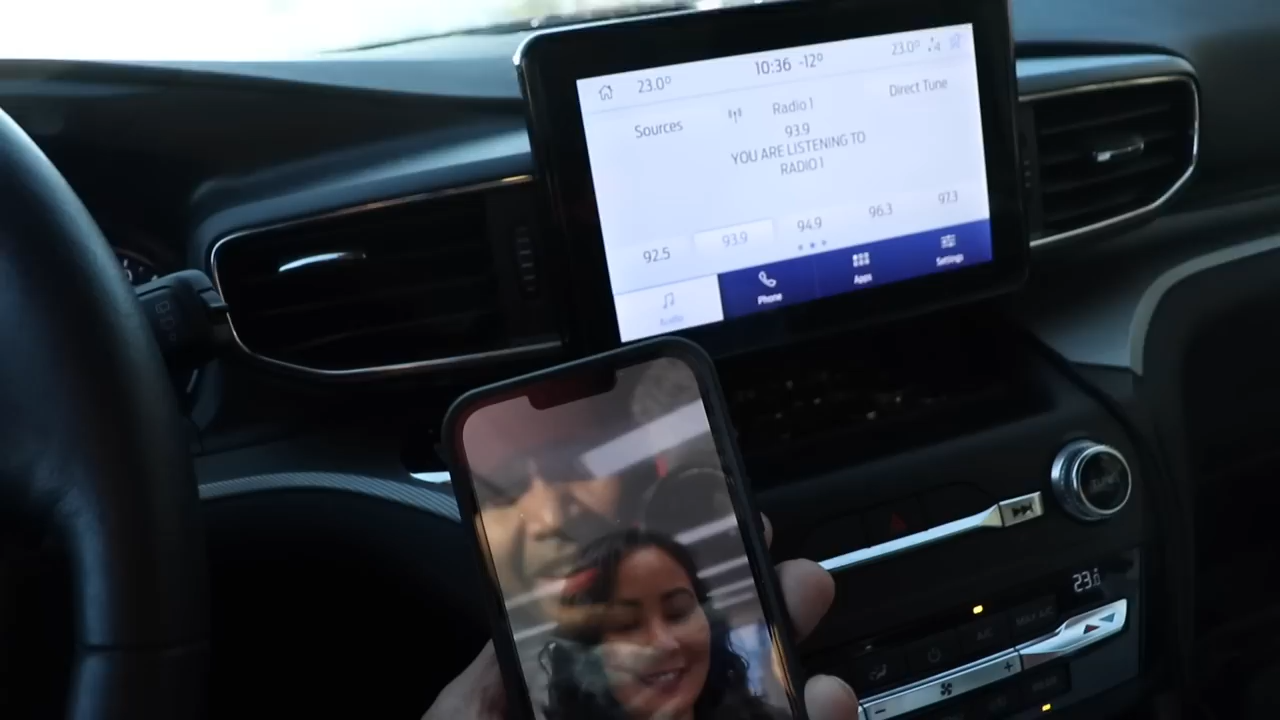 23.0° 10:36 -12° 23.0°
Sources
Radio 1
Direct Tune
93.9
YOU ARE LISTENING TO
RADIO 1
92.5 93.9 94.9 96.3 97.3
Audio Phone Apps Settings
23.0
A/C
MAX A/C